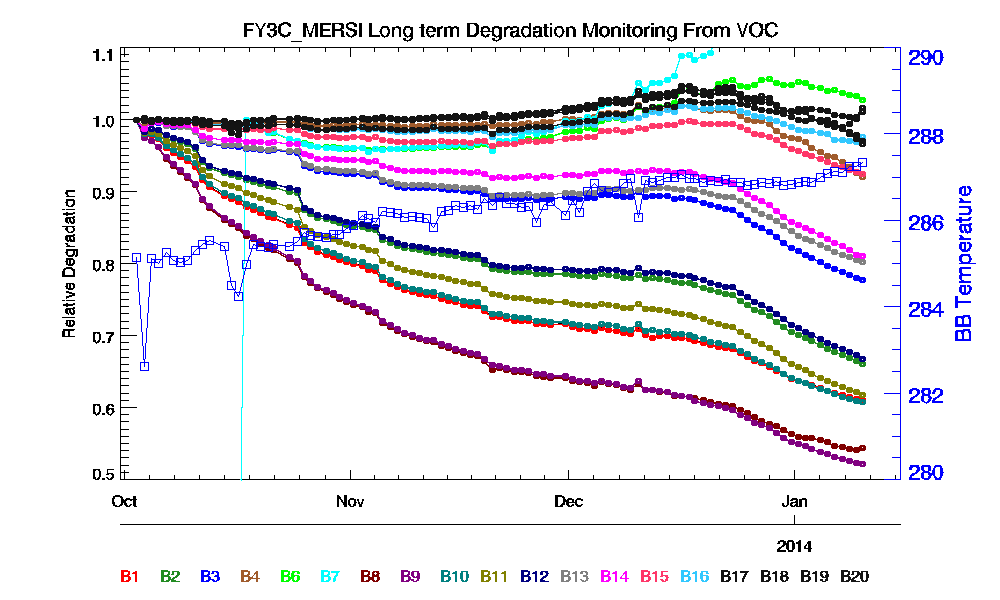 FY3C_MERSI Long term Degradation Monitoring From VOC
1.1
1.0
0.9
0.8
0.7
0.6
0.5
Relative Degradation
290
288
286
284
282
280
BB Temperature
Oct Nov Dec Jan
2014
B1 B2 B3 B4 B6 B7 B8 B9 B10 B11 B12 B13 B14 B15 B16 B17 B18 B19 B20